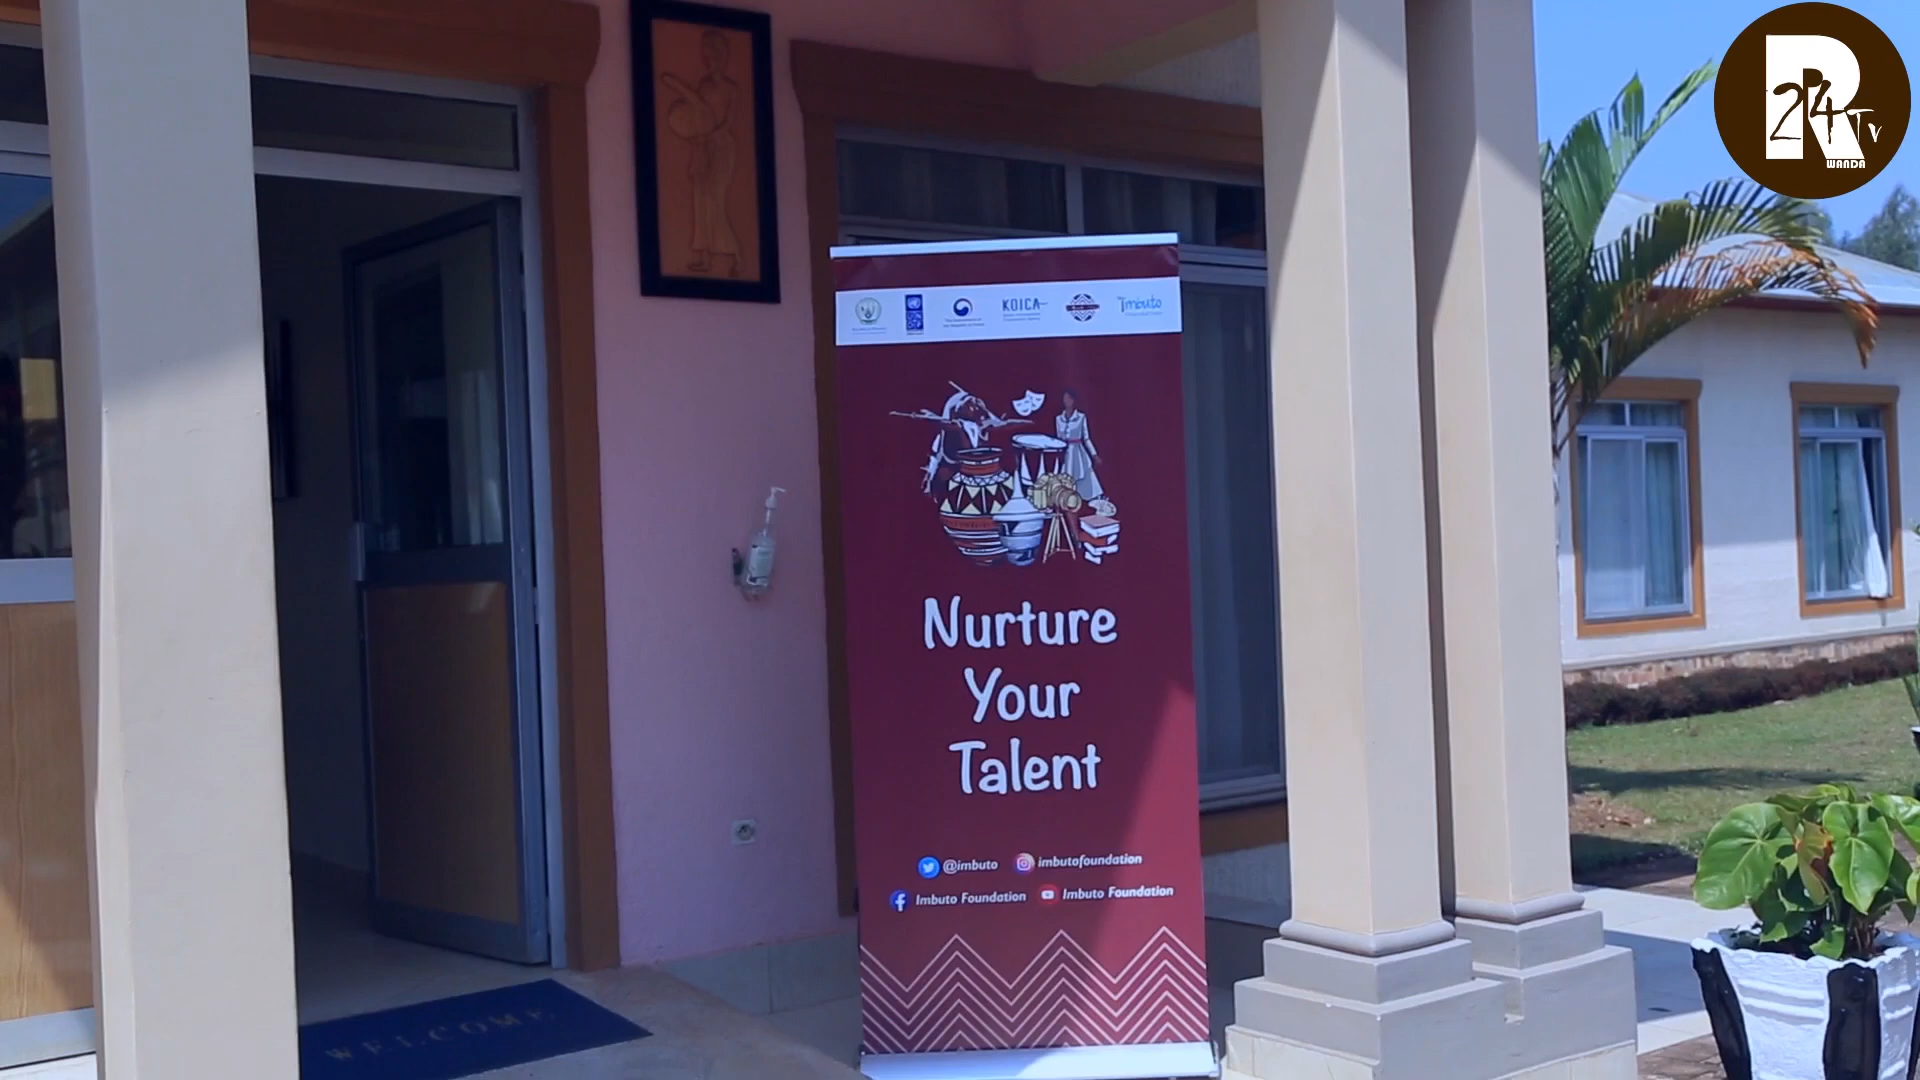 R
24
TV
WANDA
KOICA
imbuto
Nurture
Your
Talent
@imbuto imbutofoundation
Imbuto Foundation Imbuto Foundation
WELCOME